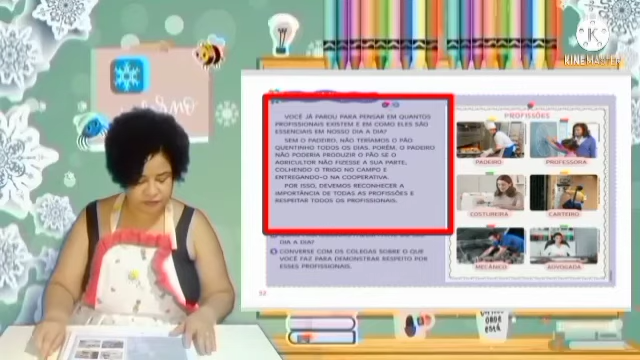 KINEMASTER
VOCÊ JÁ PAROU PARA PENSAR EM QUANTOS
PROFISSIONAIS EXISTEM E EM COMO ELES SÃO
ESSENCIAIS EM NOSSO DIA A DIA?
SEM O PADEIRO, NÃO TERÍAMOS O PÃO
QUENTINHO TODOS OS DIAS. PORÉM, O PADEIRO
NÃO PODERIA PRODUZIR O PÃO SE O
AGRICULTOR NÃO FIZESSE A SUA PARTE,
COLHENDO O TRIGO NO CAMPO E
ENTREGANDO-O NA COOPERATIVA.
POR ISSO, DEVEMOS RECONHECER A
IMPORTÂNCIA DE TODAS AS PROFISSÕES E
RESPEITAR TODOS OS PROFISSIONAIS.
DIA A DIA?
CONVERSE COM OS COLEGAS SOBRE O QUE
VOCÊ FAZ PARA DEMONSTRAR RESPEITO POR
ESSES PROFISSIONAIS.
52
PROFISSÕES
PADEIRO
PROFESSORA
COSTUREIRA
CARTEIRO
MECÂNICO
ADVOGADA